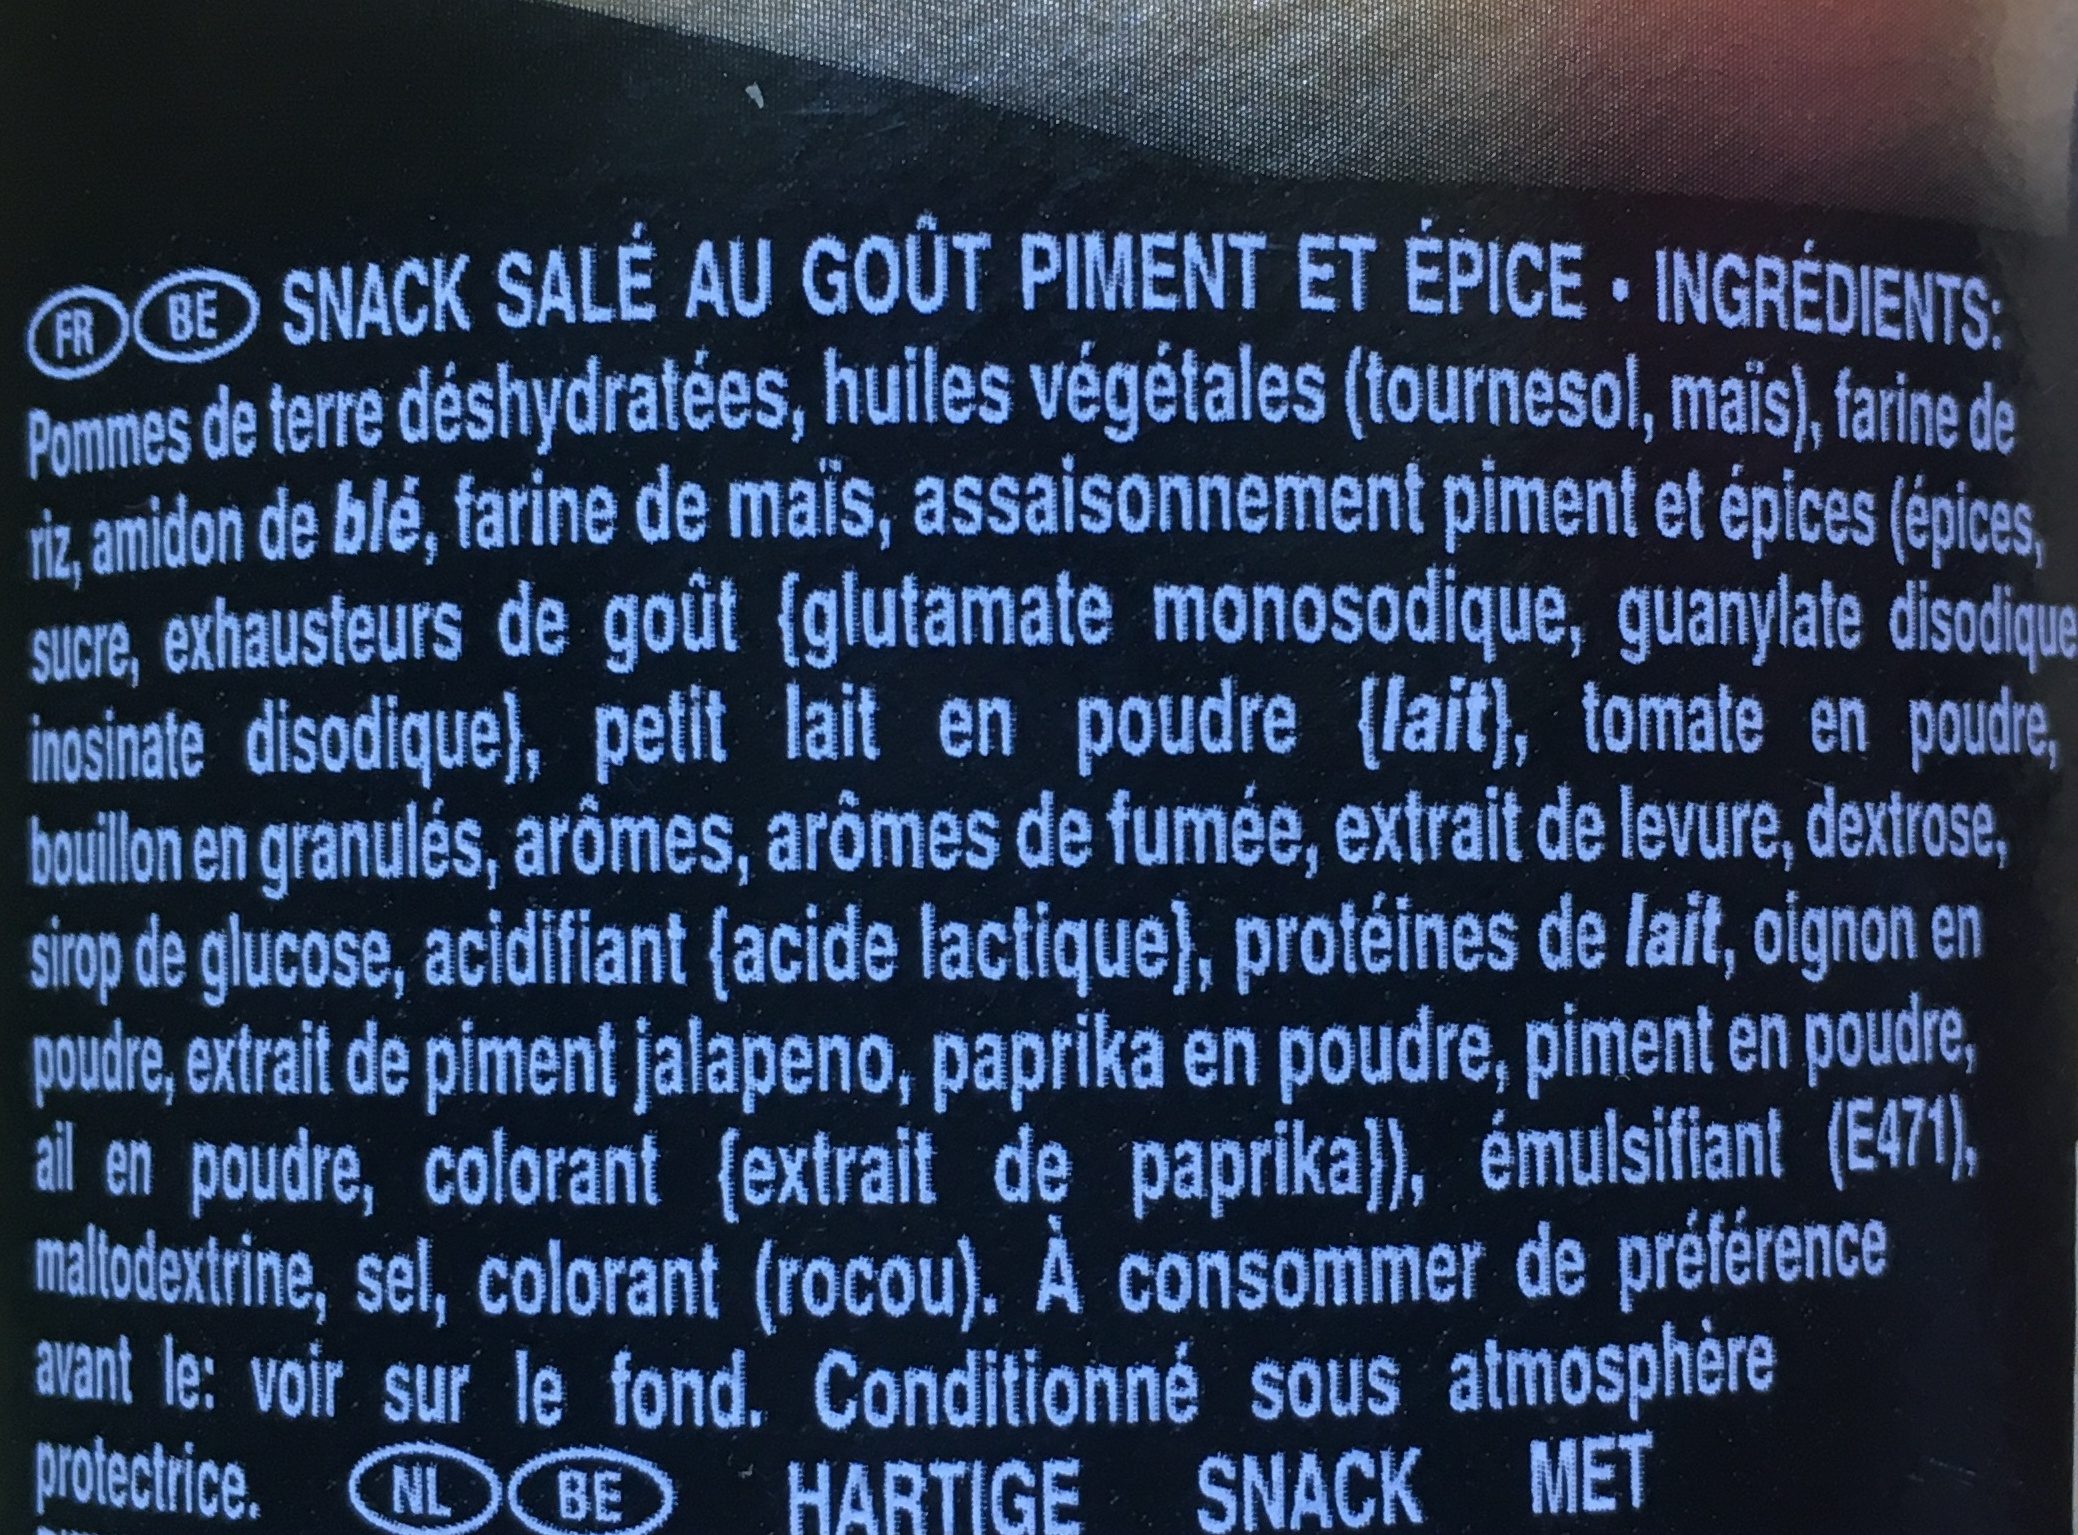 FR BE SNACK SALÉ AU GOÛT PIMENT ET ÉPICE • INGRÉDIENTS:
Pommes de terre déshydratées, huiles végétales (tournesol, maïs), farine de
riz, amidon de blé, farine de maïs, assaisonnement piment et épices (épices,
sucre, exhausteurs de goût {glutamate monosodique, guanylate disodique
inosinate disodique}, petit lait en poudre {lait}, tomate en poudre,
bouillon en granulés, arômes, arômes de fumée, extrait de levure, dextrose,
sirop de glucose, acidifiant {acide lactique}, protéines de lait, oignon en
poudre, extrait de piment jalapeno, paprika en poudre, piment en poudre,
ail en poudre, colorant {extrait de paprika}), émulsifiant (E471),
maltodextrine, sel, colorant (rocou). À consommer de préférence
avant le: voir sur le fond. Conditionné sous atmosphère
protectrice. NL BE HARTIGE SNACK MET